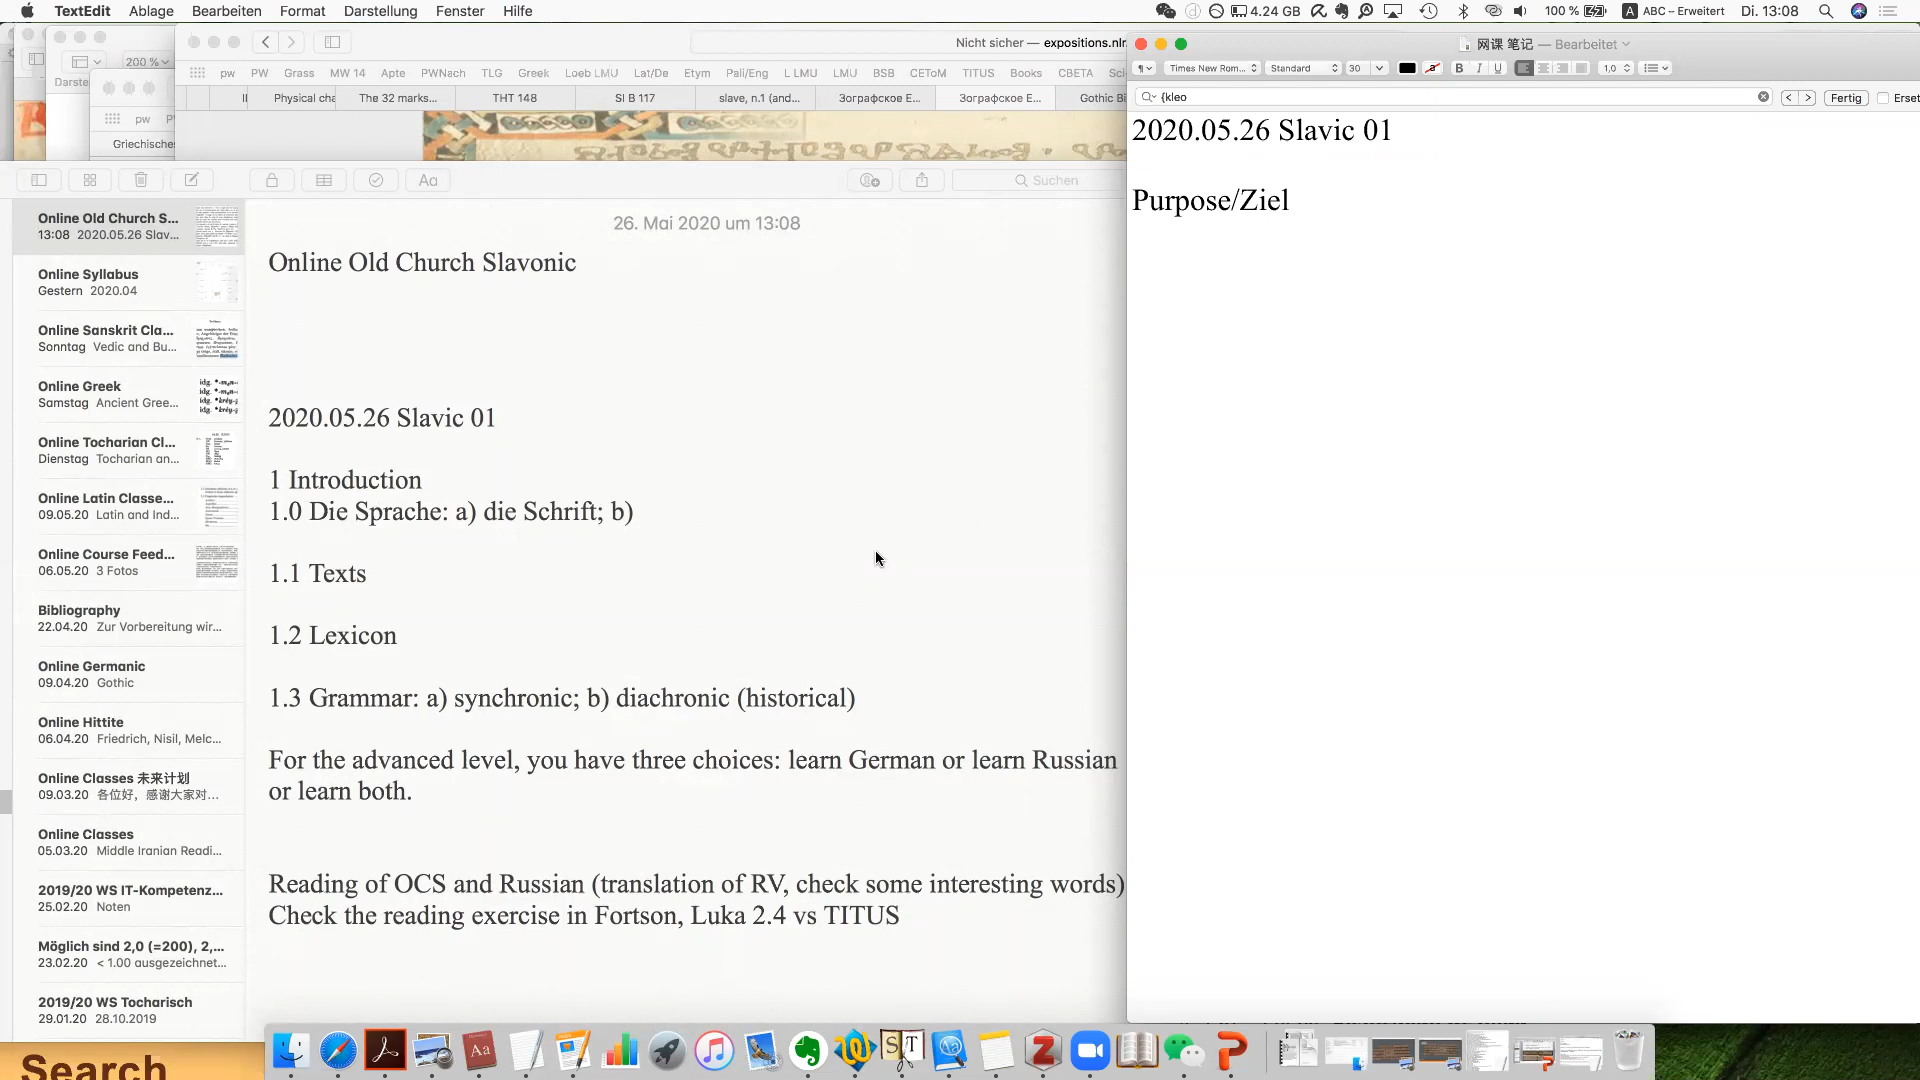 TextEdit Ablage Bearbeiten Format Darstellung Fenster Hilfe
4.24 GB 100 % ABC – Erweitert Di. 13:08
200 %
Nicht sicher — expositions.nlr.
网课 笔记 — Bearbeitet
Times New Rom... Standard 30 B I U 1,0
pw PW Grass MW 14 Apte PWNach TLG Greek Loeb LMU Lat/De Etym Pali/Eng L LMU LMU BSB CEToM TITUS Books CBETA Sci
Darste
Physical cha The 32 marks... THT 148 SI B 117 slave, n.1 (and... Зографское Е... Зографское Е... Gothic Bi
{kleo
Fertig Erset
pw
Griechische
Aa
Suchen
Online Old Church S...
13:08 2020.05.26 Slav...
Online Syllabus
Gestern 2020.04
Online Sanskrit Cla...
Sonntag Vedic and Bu...
Online Greek
Samstag Ancient Gree...
Online Tocharian Cl...
Dienstag Tocharian an...
Online Latin Classe...
09.05.20 Latin and Ind...
Online Course Feed...
06.05.20 3 Fotos
Bibliography
22.04.20 Zur Vorbereitung wir...
Online Germanic
09.04.20 Gothic
Online Hittite
06.04.20 Friedrich, Nisil, Melc...
Online Classes 未来计划
09.03.20 各位好，感谢大家对...
Online Classes
05.03.20 Middle Iranian Readi...
2019/20 WS IT-Kompetenz...
25.02.20 Noten
Möglich sind 2,0 (=200), 2,...
23.02.20 < 1.00 ausgezeichnet...
2019/20 WS Tocharisch
29.01.20 28.10.2019
26. Mai 2020 um 13:08
Online Old Church Slavonic
2020.05.26 Slavic 01
1 Introduction
1.0 Die Sprache: a) die Schrift; b)
1.1 Texts
1.2 Lexicon
1.3 Grammar: a) synchronic; b) diachronic (historical)
For the advanced level, you have three choices: learn German or learn Russian
or learn both.
Reading of OCS and Russian (translation of RV, check some interesting words)
Check the reading exercise in Fortson, Luka 2.4 vs TITUS
2020.05.26 Slavic 01
Purpose/Ziel
Search